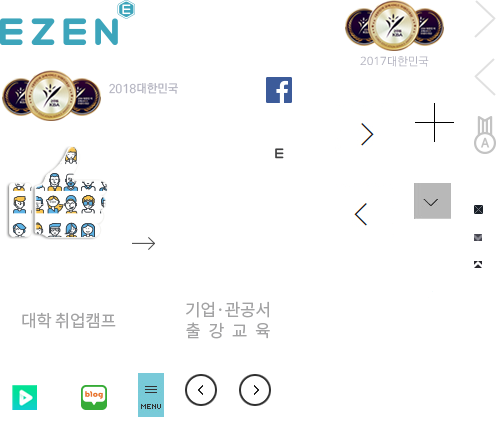 EZEN E
2017대한민국
2018대한민국
E
A
대학 취업캠프
기업·관공서
출 강 교 육
blog
MENU